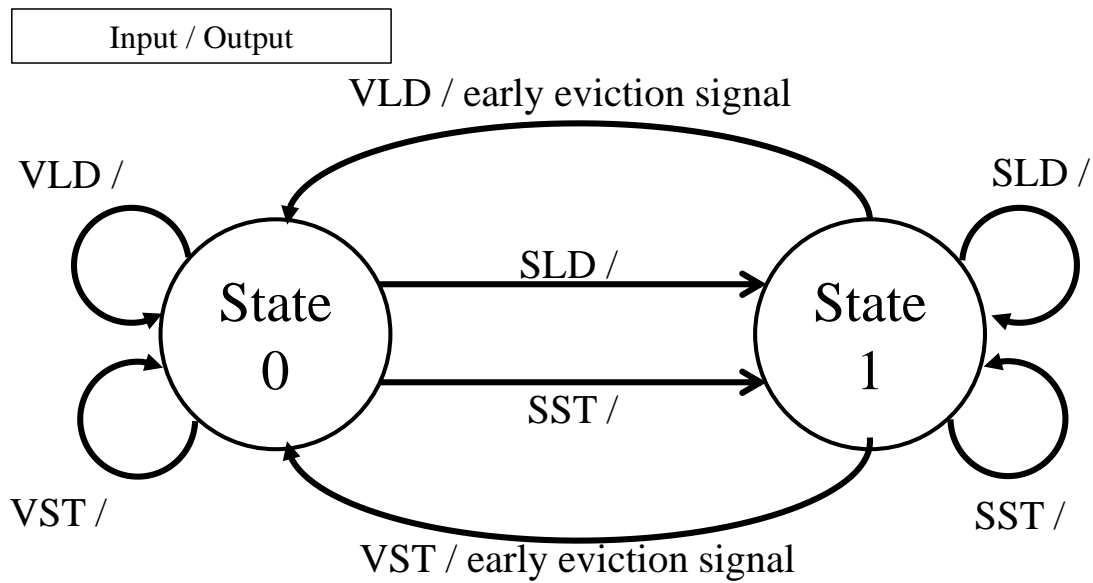 Input / Output
VLD / early eviction signal
VLD /
SLD /
SLD /
State
0
State
1
SST /
VST /
SST /
VST / early eviction signal